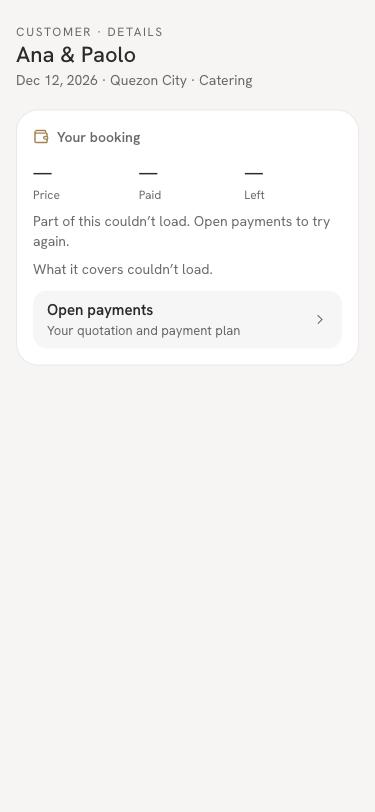 CUSTOMER · DETAILS
Ana & Paolo
Dec 12, 2026 · Quezon City · Catering
Your booking
— — —
Price Paid Left
Part of this couldn’t load. Open payments to try
again.
What it covers couldn’t load.
Open payments
Your quotation and payment plan